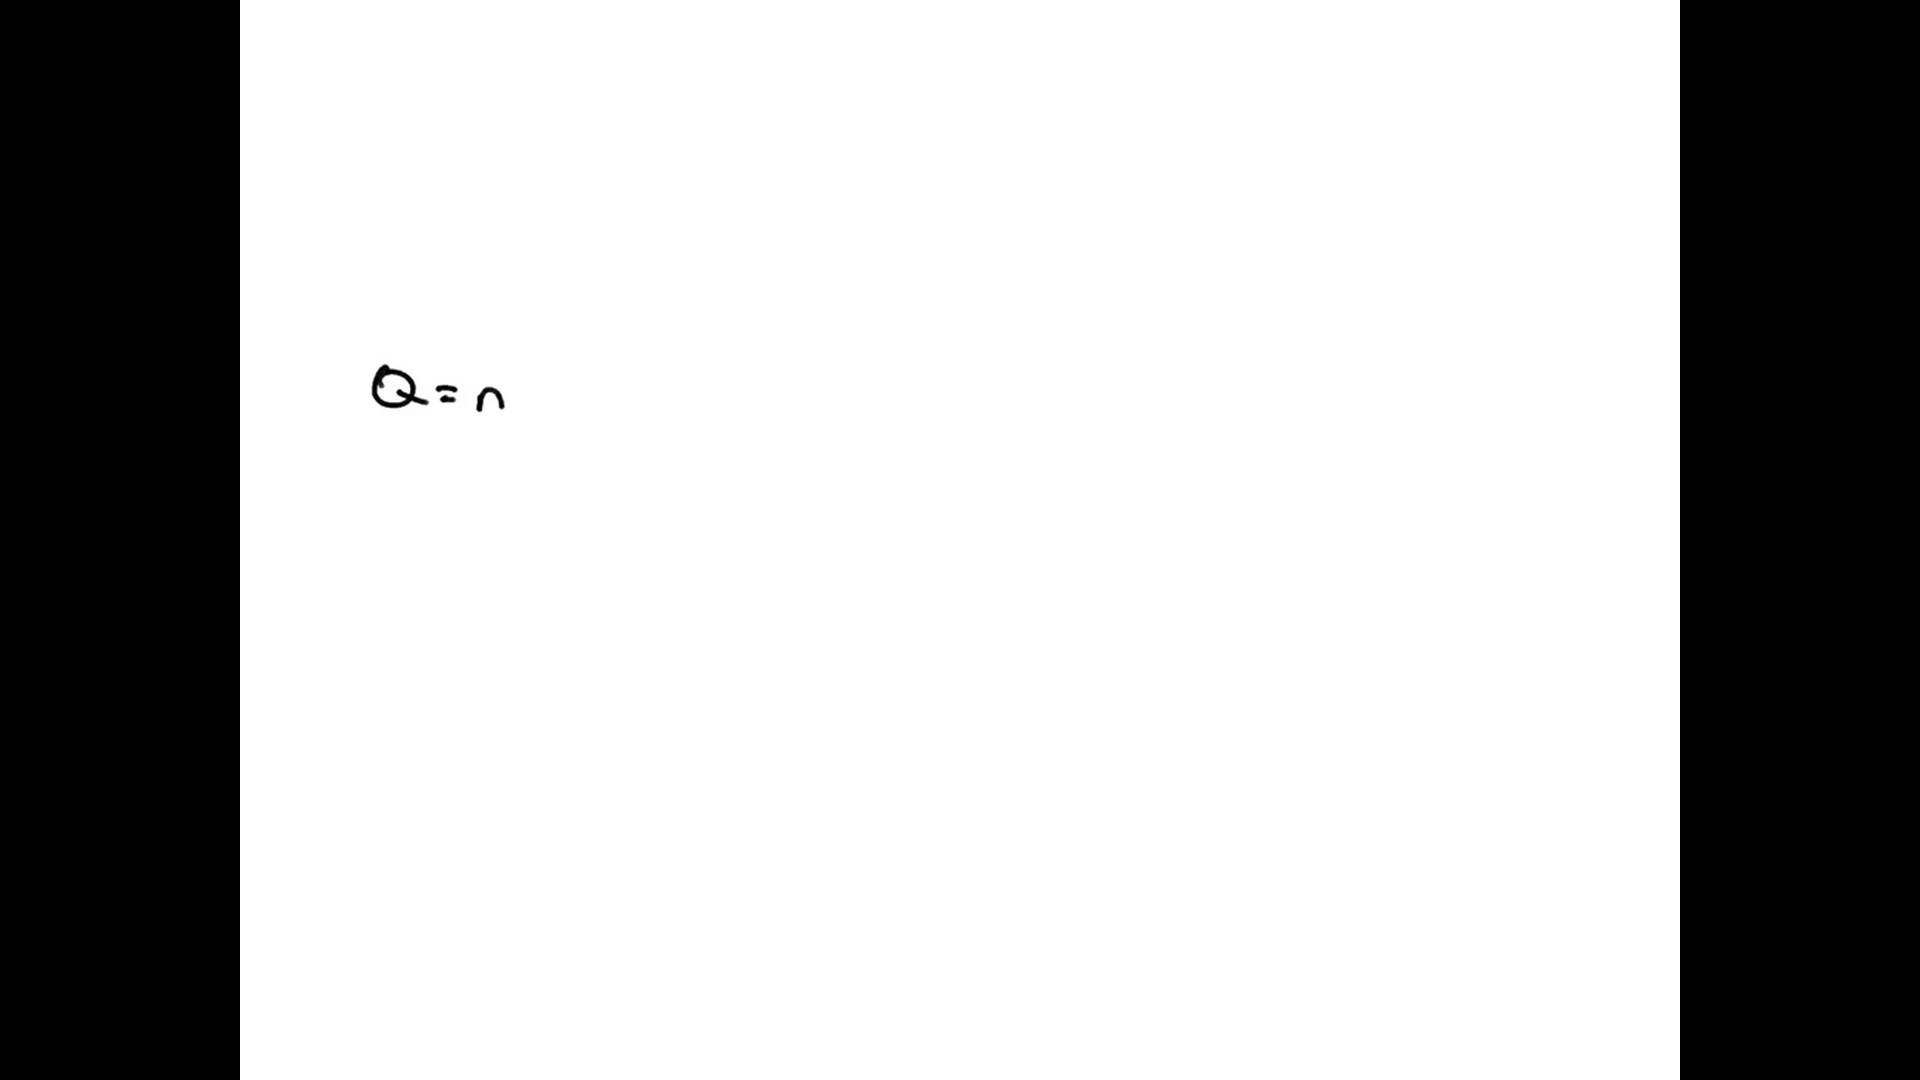 Q = n